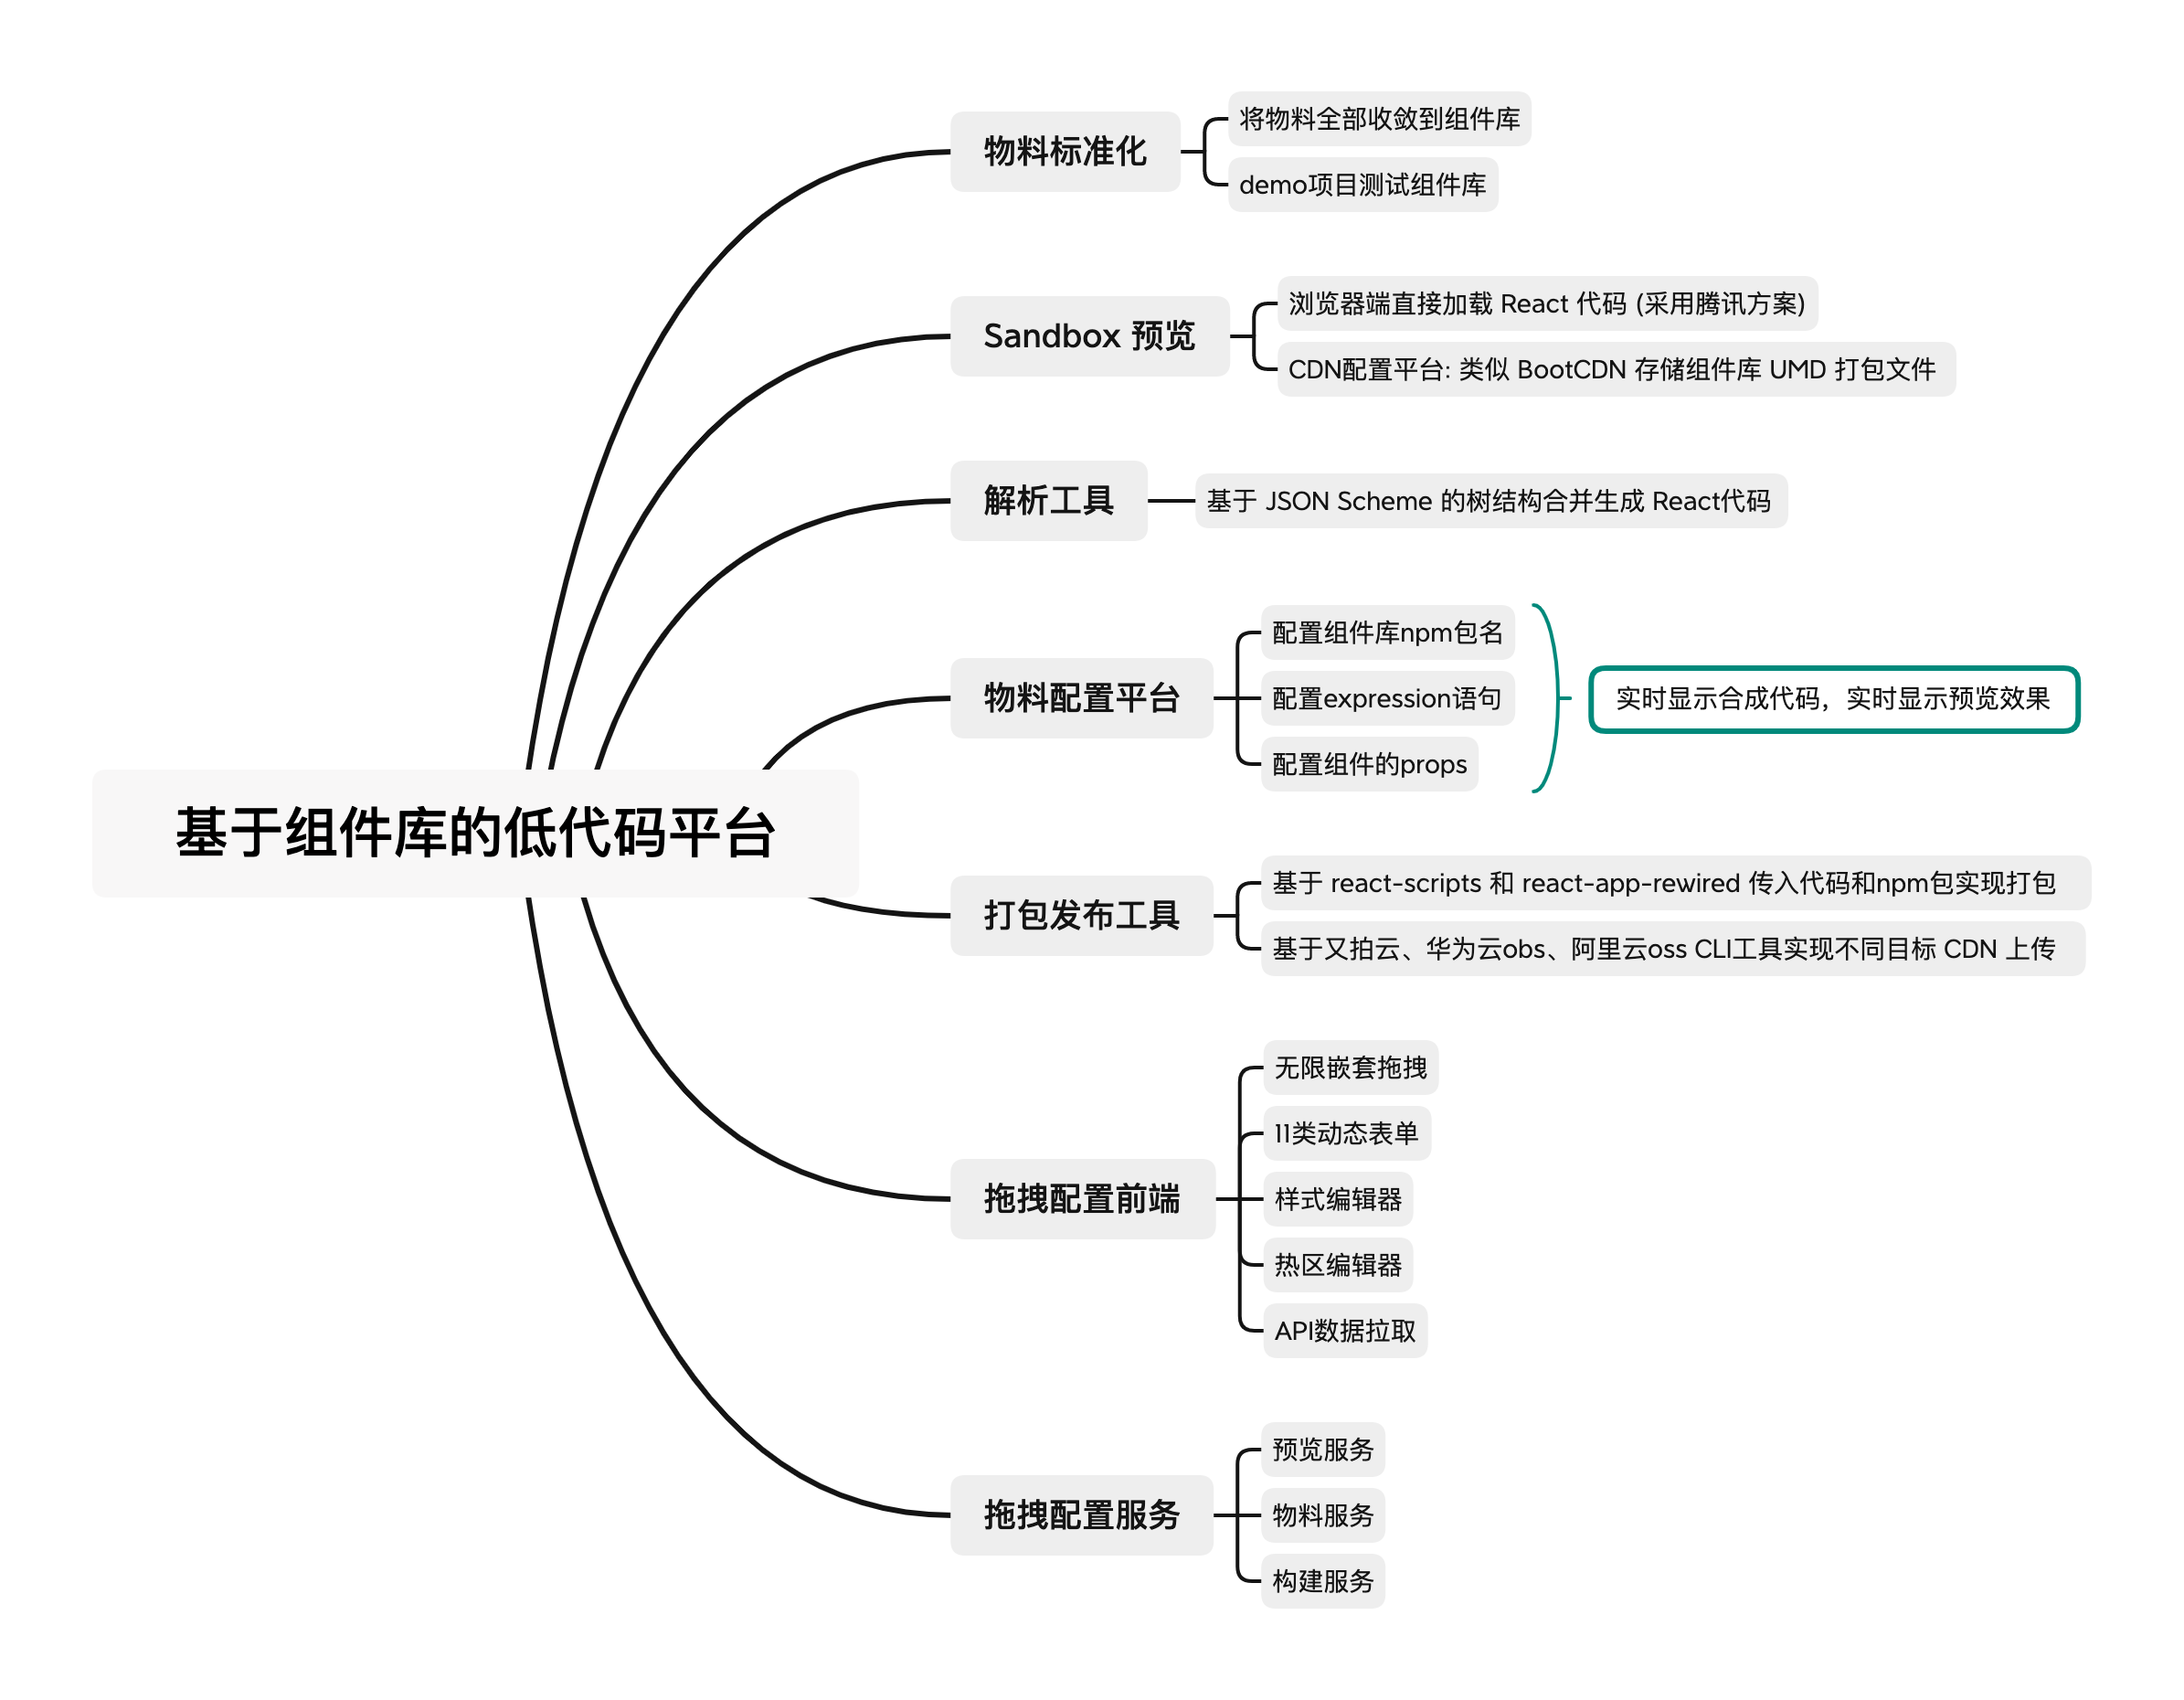 基于组件库的低代码平台
物料标准化
将物料全部收敛到组件库
demo项目测试组件库
Sandbox 预览
浏览器端直接加载 React 代码 (采用腾讯方案)
CDN配置平台: 类似 BootCDN 存储组件库 UMD 打包文件
解析工具
基于 JSON Scheme 的树结构合并生成 React代码
物料配置平台
配置组件库npm包名
配置expression语句
配置组件的props
实时显示合成代码，实时显示预览效果
打包发布工具
基于 react-scripts 和 react-app-rewired 传入代码和npm包实现打包
基于又拍云、华为云obs、阿里云oss CLI工具实现不同目标 CDN 上传
拖拽配置前端
无限嵌套拖拽
11类动态表单
样式编辑器
热区编辑器
API数据拉取
拖拽配置服务
预览服务
物料服务
构建服务